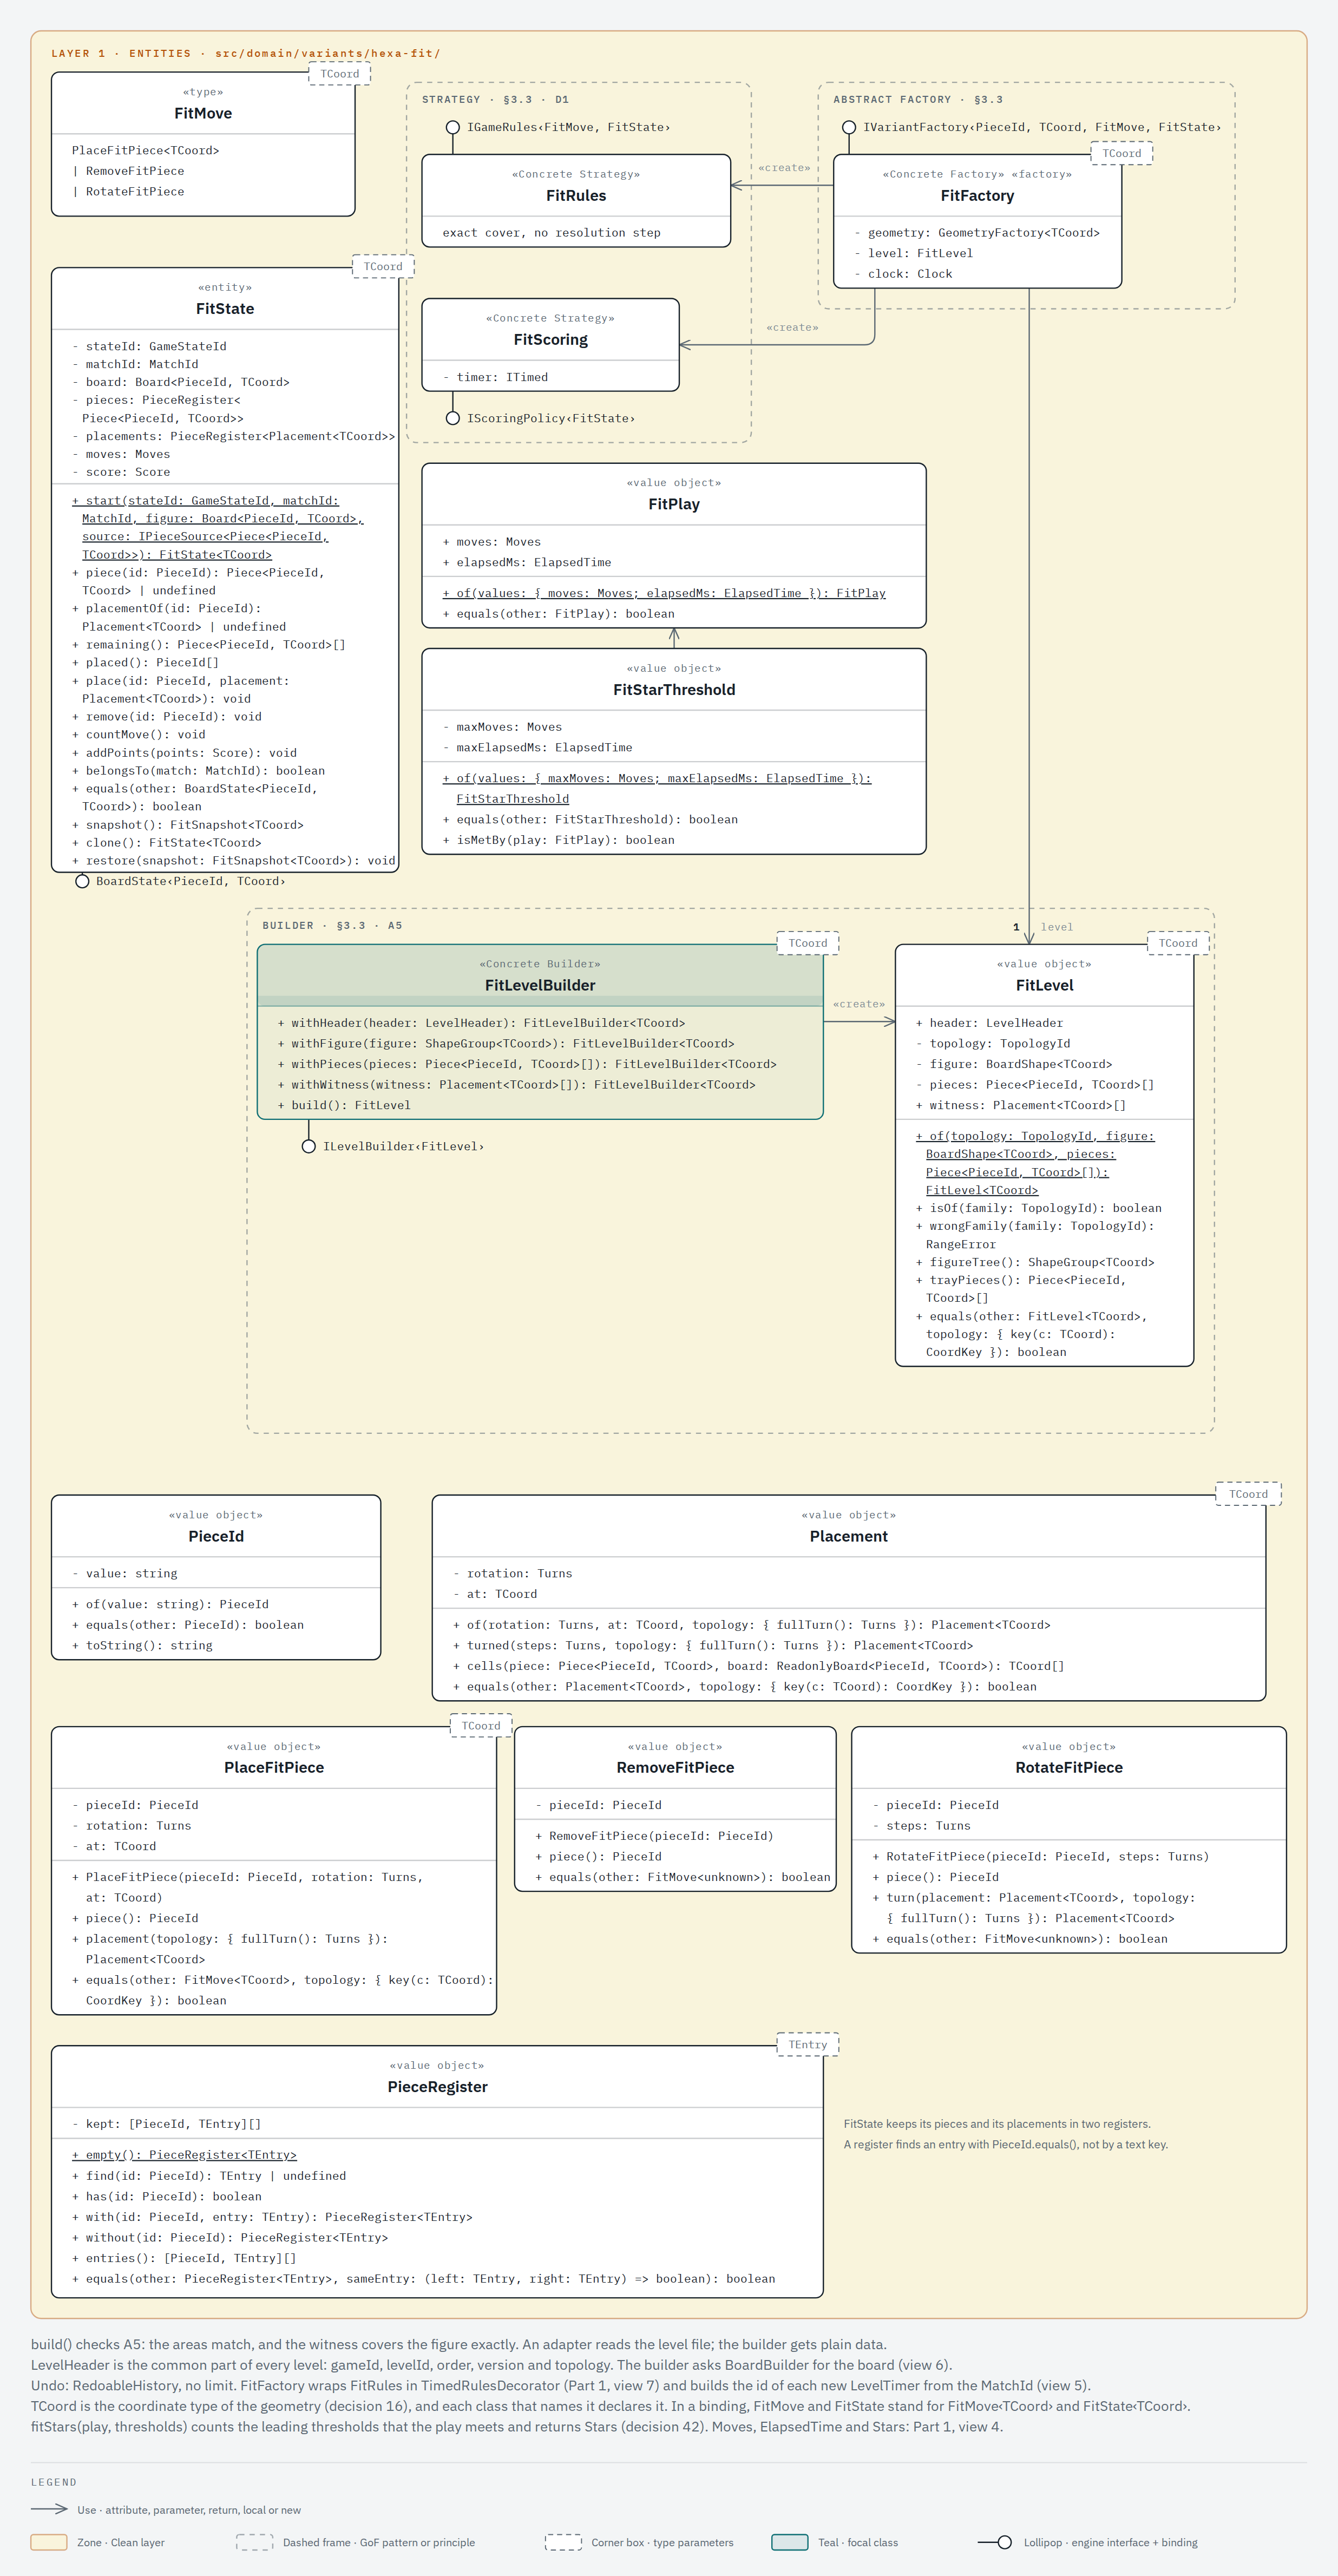 LAYER 1 · ENTITIES · src/domain/variants/hexa-fit/
TCoord
«type»
FitMove
PlaceFitPiece<TCoord>
| RemoveFitPiece
| RotateFitPiece
STRATEGY · §3.3 · D1
IGameRules‹FitMove, FitState›
«Concrete Strategy»
FitRules
exact cover, no resolution step
«create»
ABSTRACT FACTORY · §3.3
IVariantFactory‹PieceId, TCoord, FitMove, FitState›
TCoord
«Concrete Factory» «factory»
FitFactory
- geometry: GeometryFactory<TCoord>
- level: FitLevel
- clock: Clock
TCoord
«entity»
FitState
- stateId: GameStateId
- matchId: MatchId
- board: Board<PieceId, TCoord>
- pieces: PieceRegister<
Piece<PieceId, TCoord>>
- placements: PieceRegister<Placement<TCoord>>
- moves: Moves
- score: Score
+ start(stateId: GameStateId, matchId:
MatchId, figure: Board<PieceId, TCoord>,
source: IPieceSource<Piece<PieceId,
TCoord>>): FitState<TCoord>
+ piece(id: PieceId): Piece<PieceId,
TCoord> | undefined
+ placementOf(id: PieceId):
Placement<TCoord> | undefined
+ remaining(): Piece<PieceId, TCoord>[]
+ placed(): PieceId[]
+ place(id: PieceId, placement:
Placement<TCoord>): void
+ remove(id: PieceId): void
+ countMove(): void
+ addPoints(points: Score): void
+ belongsTo(match: MatchId): boolean
+ equals(other: BoardState<PieceId,
TCoord>): boolean
+ snapshot(): FitSnapshot<TCoord>
+ clone(): FitState<TCoord>
+ restore(snapshot: FitSnapshot<TCoord>): void
BoardState‹PieceId, TCoord›
«Concrete Strategy»
FitScoring
- timer: ITimed
IScoringPolicy‹FitState›
«create»
«value object»
FitPlay
+ moves: Moves
+ elapsedMs: ElapsedTime
+ of(values: { moves: Moves; elapsedMs: ElapsedTime }): FitPlay
+ equals(other: FitPlay): boolean
«value object»
FitStarThreshold
- maxMoves: Moves
- maxElapsedMs: ElapsedTime
+ of(values: { maxMoves: Moves; maxElapsedMs: ElapsedTime }):
FitStarThreshold
+ equals(other: FitStarThreshold): boolean
+ isMetBy(play: FitPlay): boolean
BUILDER · §3.3 · A5
TCoord
«Concrete Builder»
FitLevelBuilder
+ withHeader(header: LevelHeader): FitLevelBuilder<TCoord>
+ withFigure(figure: ShapeGroup<TCoord>): FitLevelBuilder<TCoord>
+ withPieces(pieces: Piece<PieceId, TCoord>[]): FitLevelBuilder<TCoord>
+ withWitness(witness: Placement<TCoord>[]): FitLevelBuilder<TCoord>
+ build(): FitLevel
ILevelBuilder‹FitLevel›
«create»
1 level
TCoord
«value object»
FitLevel
+ header: LevelHeader
- topology: TopologyId
- figure: BoardShape<TCoord>
- pieces: Piece<PieceId, TCoord>[]
+ witness: Placement<TCoord>[]
+ of(topology: TopologyId, figure:
BoardShape<TCoord>, pieces:
Piece<PieceId, TCoord>[]):
FitLevel<TCoord>
+ isOf(family: TopologyId): boolean
+ wrongFamily(family: TopologyId):
RangeError
+ figureTree(): ShapeGroup<TCoord>
+ trayPieces(): Piece<PieceId,
TCoord>[]
+ equals(other: FitLevel<TCoord>,
topology: { key(c: TCoord):
CoordKey }): boolean
«value object»
PieceId
- value: string
+ of(value: string): PieceId
+ equals(other: PieceId): boolean
+ toString(): string
TCoord
«value object»
Placement
- rotation: Turns
- at: TCoord
+ of(rotation: Turns, at: TCoord, topology: { fullTurn(): Turns }): Placement<TCoord>
+ turned(steps: Turns, topology: { fullTurn(): Turns }): Placement<TCoord>
+ cells(piece: Piece<PieceId, TCoord>, board: ReadonlyBoard<PieceId, TCoord>): TCoord[]
+ equals(other: Placement<TCoord>, topology: { key(c: TCoord): CoordKey }): boolean
TCoord
«value object»
PlaceFitPiece
- pieceId: PieceId
- rotation: Turns
- at: TCoord
+ PlaceFitPiece(pieceId: PieceId, rotation: Turns,
at: TCoord)
+ piece(): PieceId
+ placement(topology: { fullTurn(): Turns }):
Placement<TCoord>
+ equals(other: FitMove<TCoord>, topology: { key(c: TCoord):
CoordKey }): boolean
«value object»
RemoveFitPiece
- pieceId: PieceId
+ RemoveFitPiece(pieceId: PieceId)
+ piece(): PieceId
+ equals(other: FitMove<unknown>): boolean
«value object»
RotateFitPiece
- pieceId: PieceId
- steps: Turns
+ RotateFitPiece(pieceId: PieceId, steps: Turns)
+ piece(): PieceId
+ turn(placement: Placement<TCoord>, topology:
{ fullTurn(): Turns }): Placement<TCoord>
+ equals(other: FitMove<unknown>): boolean
TEntry
«value object»
PieceRegister
- kept: [PieceId, TEntry][]
+ empty(): PieceRegister<TEntry>
+ find(id: PieceId): TEntry | undefined
+ has(id: PieceId): boolean
+ with(id: PieceId, entry: TEntry): PieceRegister<TEntry>
+ without(id: PieceId): PieceRegister<TEntry>
+ entries(): [PieceId, TEntry][]
+ equals(other: PieceRegister<TEntry>, sameEntry: (left: TEntry, right: TEntry) => boolean): boolean
FitState keeps its pieces and its placements in two registers.
A register finds an entry with PieceId.equals(), not by a text key.
build() checks A5: the areas match, and the witness covers the figure exactly. An adapter reads the level file; the builder gets plain data.
LevelHeader is the common part of every level: gameId, levelId, order, version and topology. The builder asks BoardBuilder for the board (view 6).
Undo: RedoableHistory, no limit. FitFactory wraps FitRules in TimedRulesDecorator (Part 1, view 7) and builds the id of each new LevelTimer from the MatchId (view 5).
TCoord is the coordinate type of the geometry (decision 16), and each class that names it declares it. In a binding, FitMove and FitState stand for FitMove‹TCoord› and FitState‹TCoord›.
fitStars(play, thresholds) counts the leading thresholds that the play meets and returns Stars (decision 42). Moves, ElapsedTime and Stars: Part 1, view 4.
LEGEND
Use · attribute, parameter, return, local or new
Zone · Clean layer
Dashed frame · GoF pattern or principle
Corner box · type parameters
Teal · focal class
Lollipop · engine interface + binding